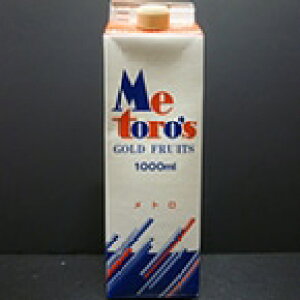 Me
toro's
GOLD FRUITS
1000ml
メトロ